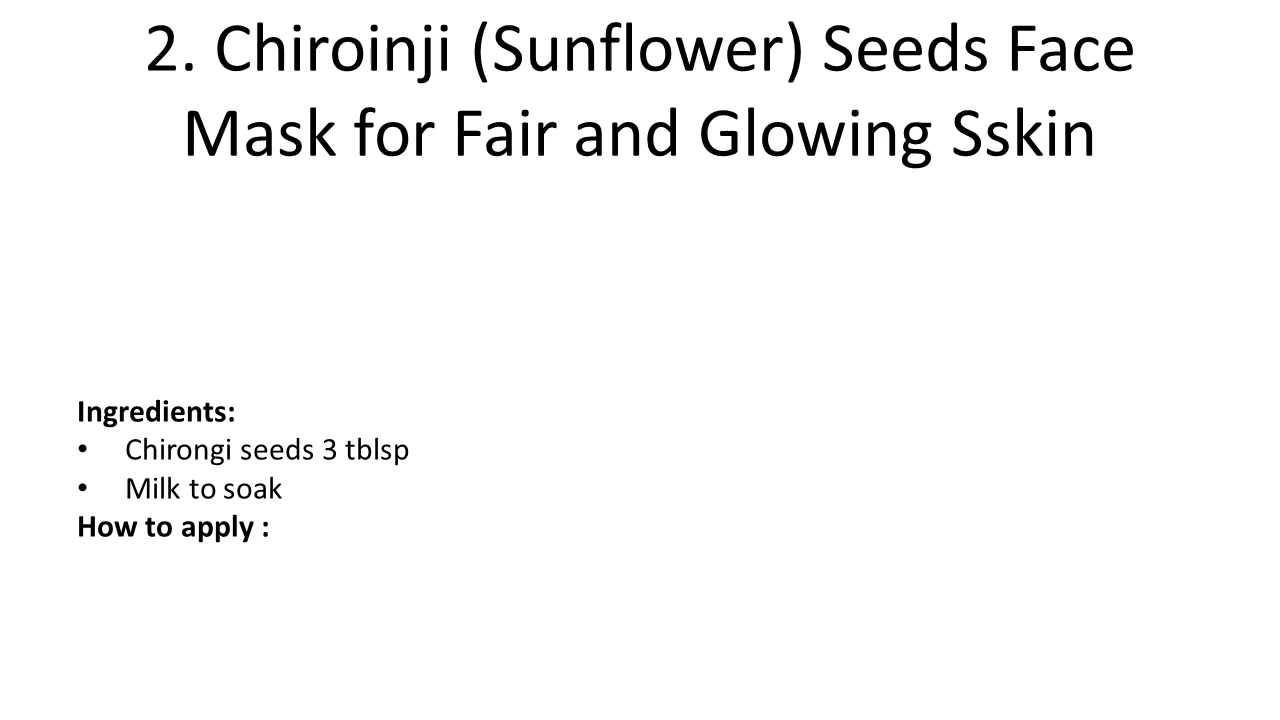 2. Chiroinji (Sunflower) Seeds Face
Mask for Fair and Glowing Sskin
Ingredients:
• Chirongi seeds 3 tblsp
• Milk to soak
How to apply :